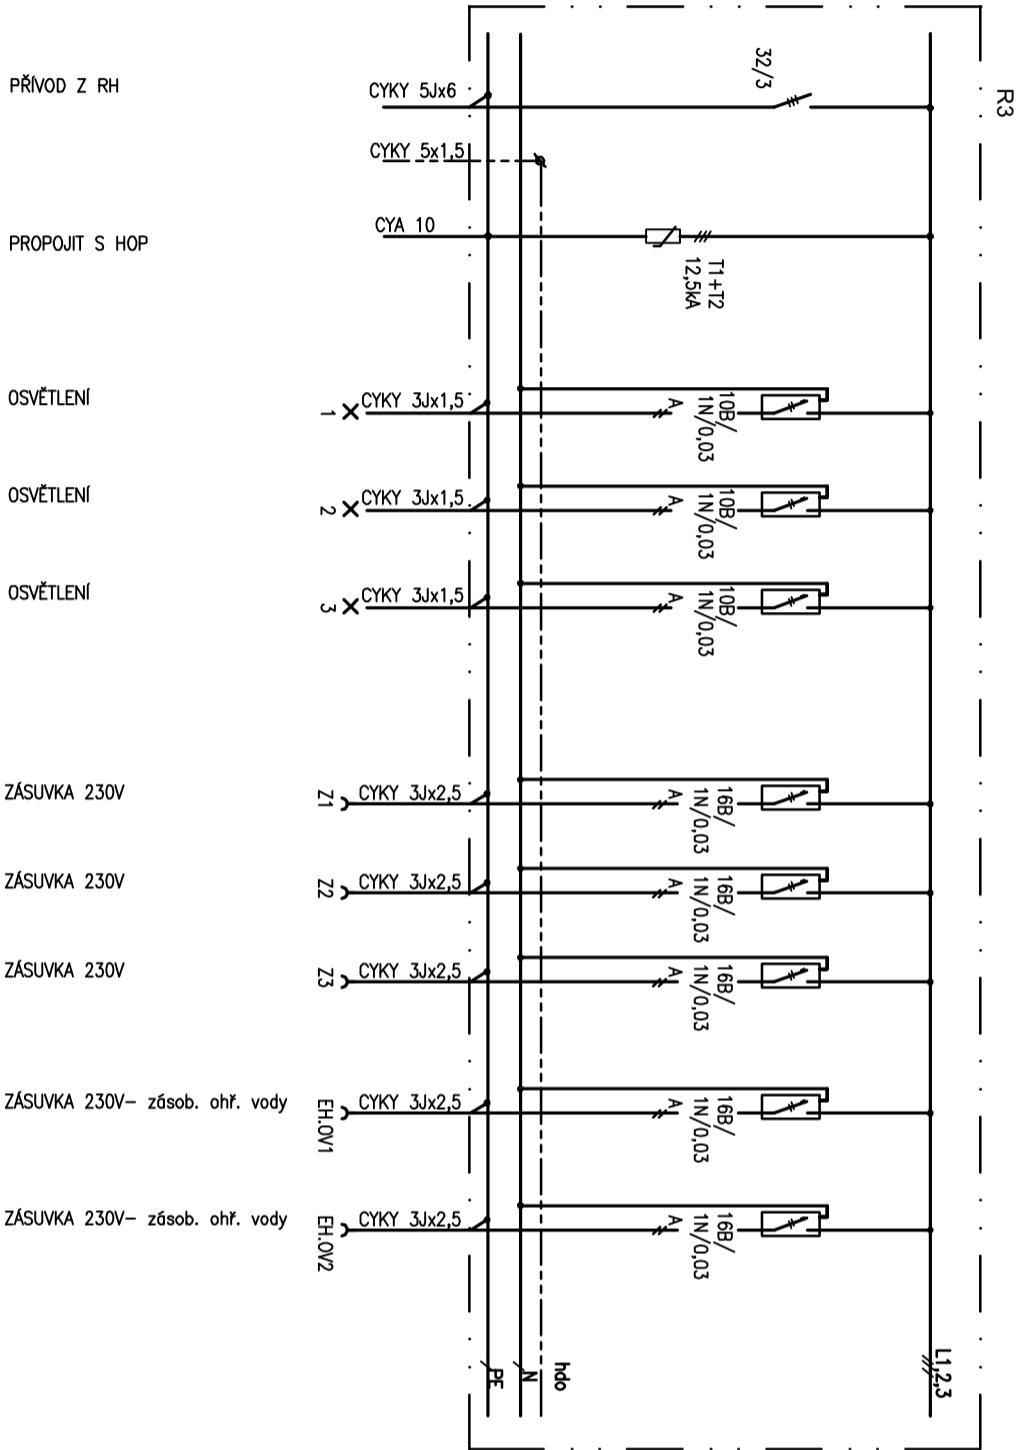 R3
PŘÍVOD Z RH
CYKY 5Jx6
32/3
CYKY 5x1,5
PROPOJIT S HOP
CYA 10
T1+T2
12,5kA
OSVĚTLENÍ
1
CYKY 3Jx1,5
A
10B/
1N/0,03
OSVĚTLENÍ
2
CYKY 3Jx1,5
A
10B/
1N/0,03
OSVĚTLENÍ
3
CYKY 3Jx1,5
A
10B/
1N/0,03
ZÁSUVKA 230V
Z1
CYKY 3Jx2,5
A
16B/
1N/0,03
ZÁSUVKA 230V
Z2
CYKY 3Jx2,5
A
16B/
1N/0,03
ZÁSUVKA 230V
Z3
CYKY 3Jx2,5
A
16B/
1N/0,03
ZÁSUVKA 230V– zásob. ohř. vody
EH.OV1
CYKY 3Jx2,5
A
16B/
1N/0,03
ZÁSUVKA 230V– zásob. ohř. vody
EH.OV2
CYKY 3Jx2,5
A
16B/
1N/0,03
PE
N
hdo
L1,2,3